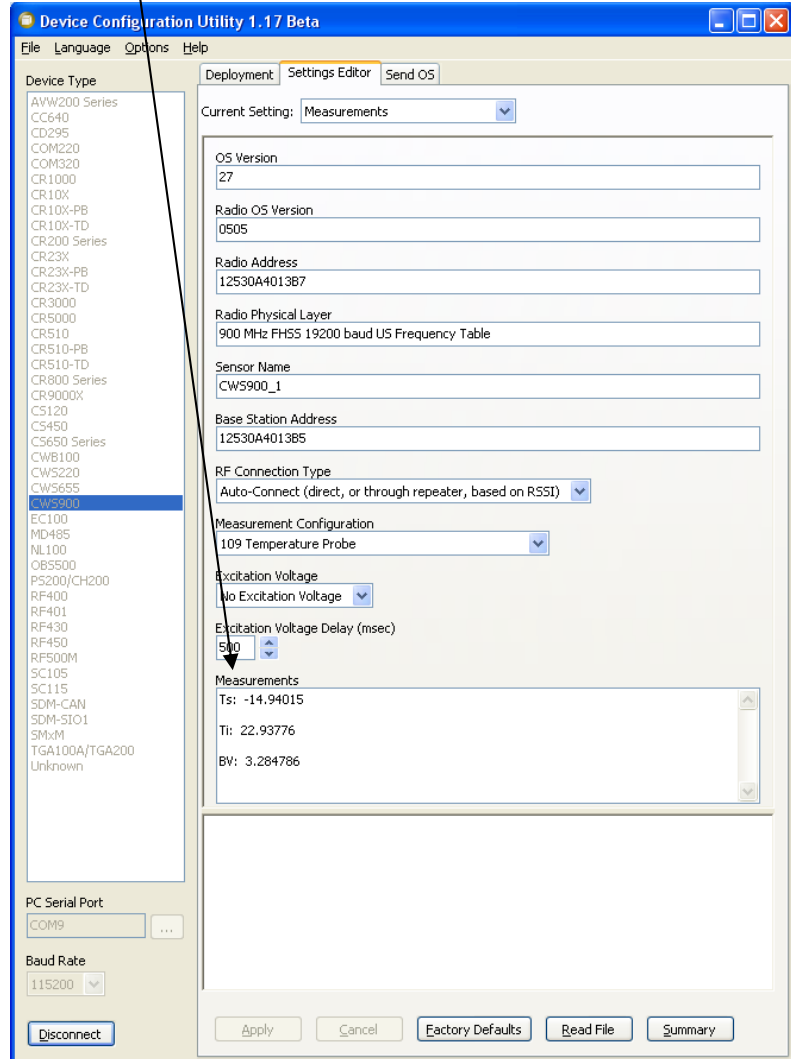 Device Configuration Utility 1.17 Beta
File Language Options Help
Device Type
AVW200 Series
CC640
CD295
COM220
COM320
CR1000
CR10X
CR10X-PB
CR10X-TD
CR200 Series
CR23X
CR23X-PB
CR23X-TD
CR3000
CR5000
CR510
CR510-PB
CR510-TD
CR800 Series
CR9000X
CS120
CS450
CS650 Series
CWB100
CWS220
CWS655
CWS900
EC100
MD485
NL100
OBS500
PS200/CH200
RF400
RF401
RF430
RF450
RF500M
SC105
SC115
SDM-CAN
SDM-SIO1
SMxM
TGA100A/TGA200
Unknown
PC Serial Port
COM9
...
Baud Rate
115200
Disconnect
Deployment Settings Editor Send OS
Current Setting: Measurements
OS Version
27
Radio OS Version
0505
Radio Address
12530A4013B7
Radio Physical Layer
900 MHz FHSS 19200 baud US Frequency Table
Sensor Name
CWS900_1
Base Station Address
12530A4013B5
RF Connection Type
Auto-Connect (direct, or through repeater, based on RSSI)
Measurement Configuration
109 Temperature Probe
Excitation Voltage
No Excitation Voltage
Excitation Voltage Delay (msec)
500
Measurements
Ts: -14.94015
Ti: 22.93776
BV: 3.284786
Apply Cancel Factory Defaults Read File Summary